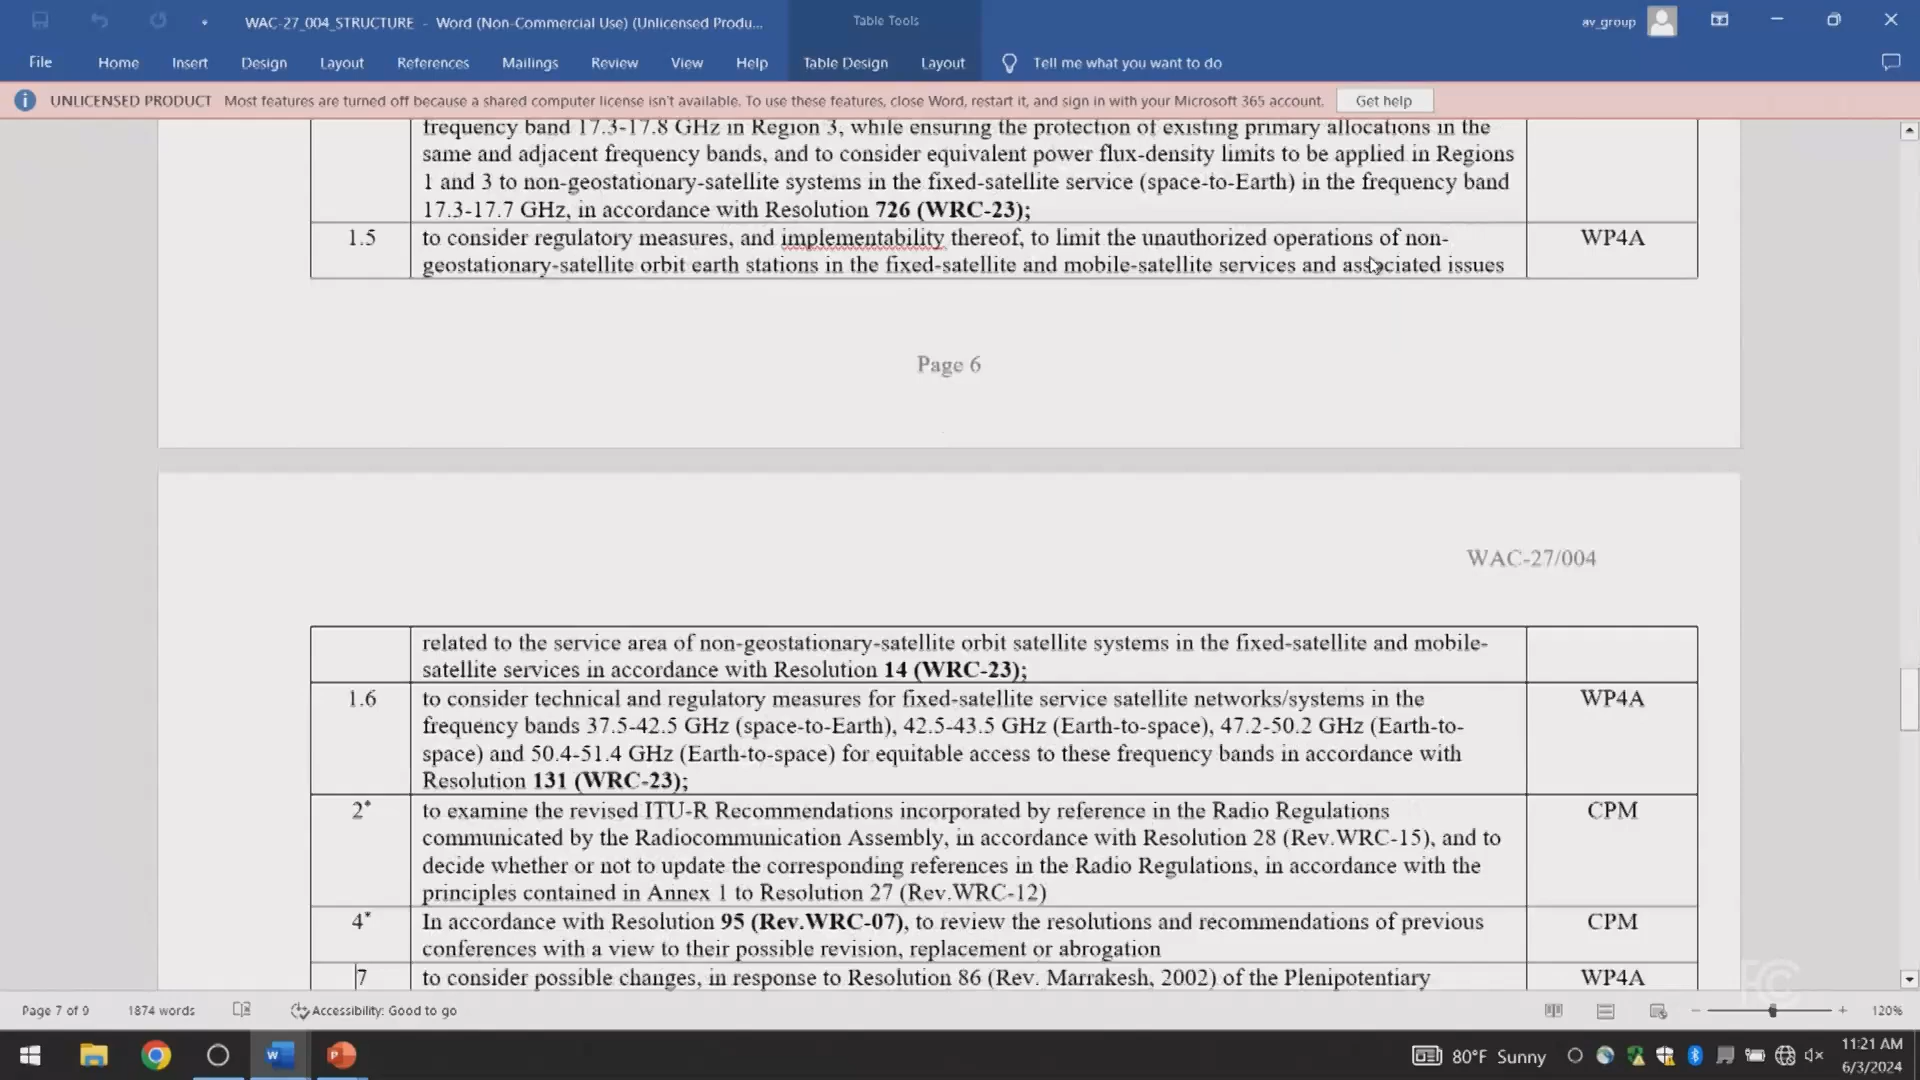 WAC-27_004_STRUCTURE - Word (Non-Commercial Use) (Unlicensed Produ...
Table Tools
av_group
File Home Insert Design Layout References Mailings Review View Help Table Design Layout Tell me what you want to do
UNLICENSED PRODUCT Most features are turned off because a shared computer license isn't available. To use these features, close Word, restart it, and sign in with your Microsoft 365 account. Get help
frequency band 17.3-17.8 GHz in Region 3, while ensuring the protection of existing primary allocations in the
same and adjacent frequency bands, and to consider equivalent power flux-density limits to be applied in Regions
1 and 3 to non-geostationary-satellite systems in the fixed-satellite service (space-to-Earth) in the frequency band
17.3-17.7 GHz, in accordance with Resolution 726 (WRC-23);
1.5 to consider regulatory measures, and implementability thereof, to limit the unauthorized operations of non- WP4A
geostationary-satellite orbit earth stations in the fixed-satellite and mobile-satellite services and associated issues
Page 6
WAC-27/004
related to the service area of non-geostationary-satellite orbit satellite systems in the fixed-satellite and mobile-
satellite services in accordance with Resolution 14 (WRC-23);
1.6 to consider technical and regulatory measures for fixed-satellite service satellite networks/systems in the WP4A
frequency bands 37.5-42.5 GHz (space-to-Earth), 42.5-43.5 GHz (Earth-to-space), 47.2-50.2 GHz (Earth-to-
space) and 50.4-51.4 GHz (Earth-to-space) for equitable access to these frequency bands in accordance with
Resolution 131 (WRC-23);
2* to examine the revised ITU-R Recommendations incorporated by reference in the Radio Regulations CPM
communicated by the Radiocommunication Assembly, in accordance with Resolution 28 (Rev.WRC-15), and to
decide whether or not to update the corresponding references in the Radio Regulations, in accordance with the
principles contained in Annex 1 to Resolution 27 (Rev.WRC-12)
4* In accordance with Resolution 95 (Rev.WRC-07), to review the resolutions and recommendations of previous CPM
conferences with a view to their possible revision, replacement or abrogation
7 to consider possible changes, in response to Resolution 86 (Rev. Marrakesh, 2002) of the Plenipotentiary WP4A
FC
Page 7 of 9 1874 words Accessibility: Good to go 120%
80°F Sunny
11:21 AM
6/3/2024